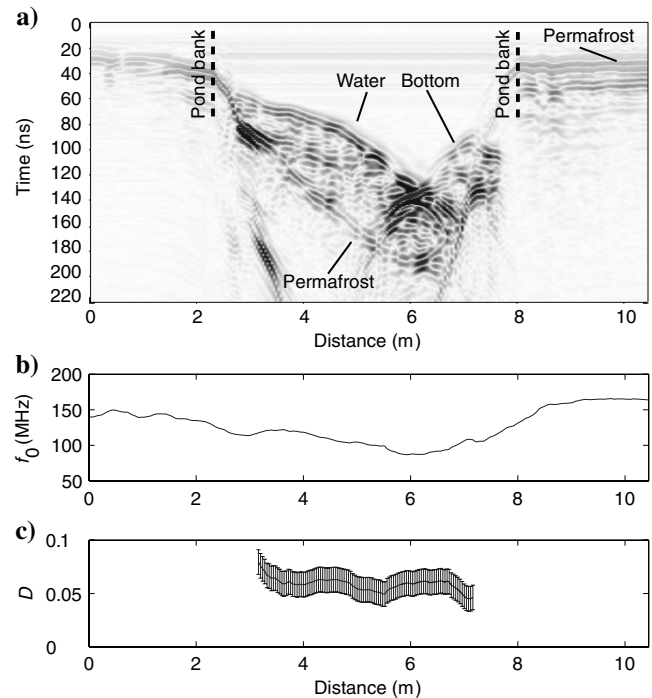 a)
0
20
40
60
80
100
120
140
160
180
200
220
Time (ns)
Pond bank
Water
Bottom
Pond bank
Permafrost
Permafrost
0 2 4 6 8 10
Distance (m)
b)
200
150
100
50
f0 (MHz)
0 2 4 6 8 10
c)
0.1
0.05
0
D
0 2 4 6 8 10
Distance (m)